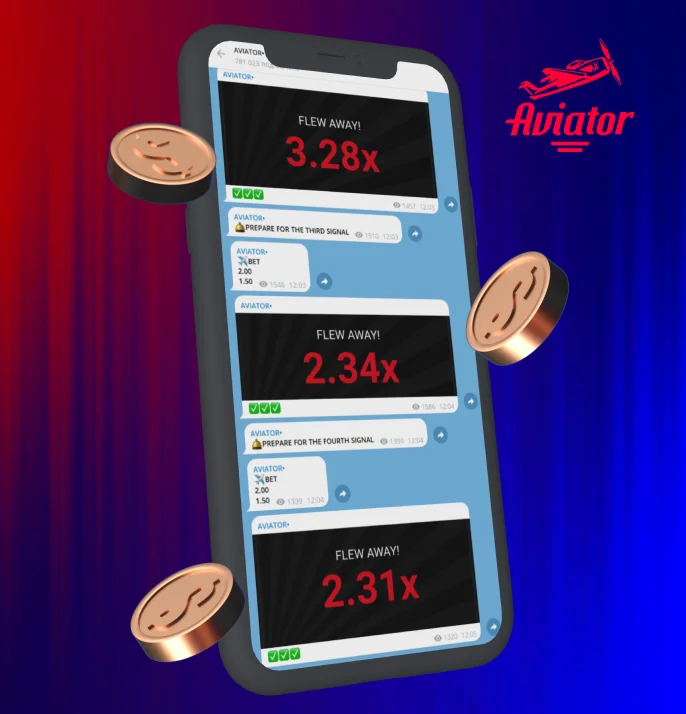 AVIATOR•
781 023 под
AVIATOR•
FLEW AWAY!
3.28x
1457 12:03
AVIATOR•
PREPARE FOR THE THIRD SIGNAL 1510 12:03
AVIATOR•
BET
2.00
1.50 1546 12:03
AVIATOR•
FLEW AWAY!
2.34x
1586 12:04
AVIATOR•
PREPARE FOR THE FOURTH SIGNAL 1399 12:04
AVIATOR•
BET
2.00
1.50 1339 12:04
AVIATOR•
FLEW AWAY!
2.31x
1320 12:05
Aviator